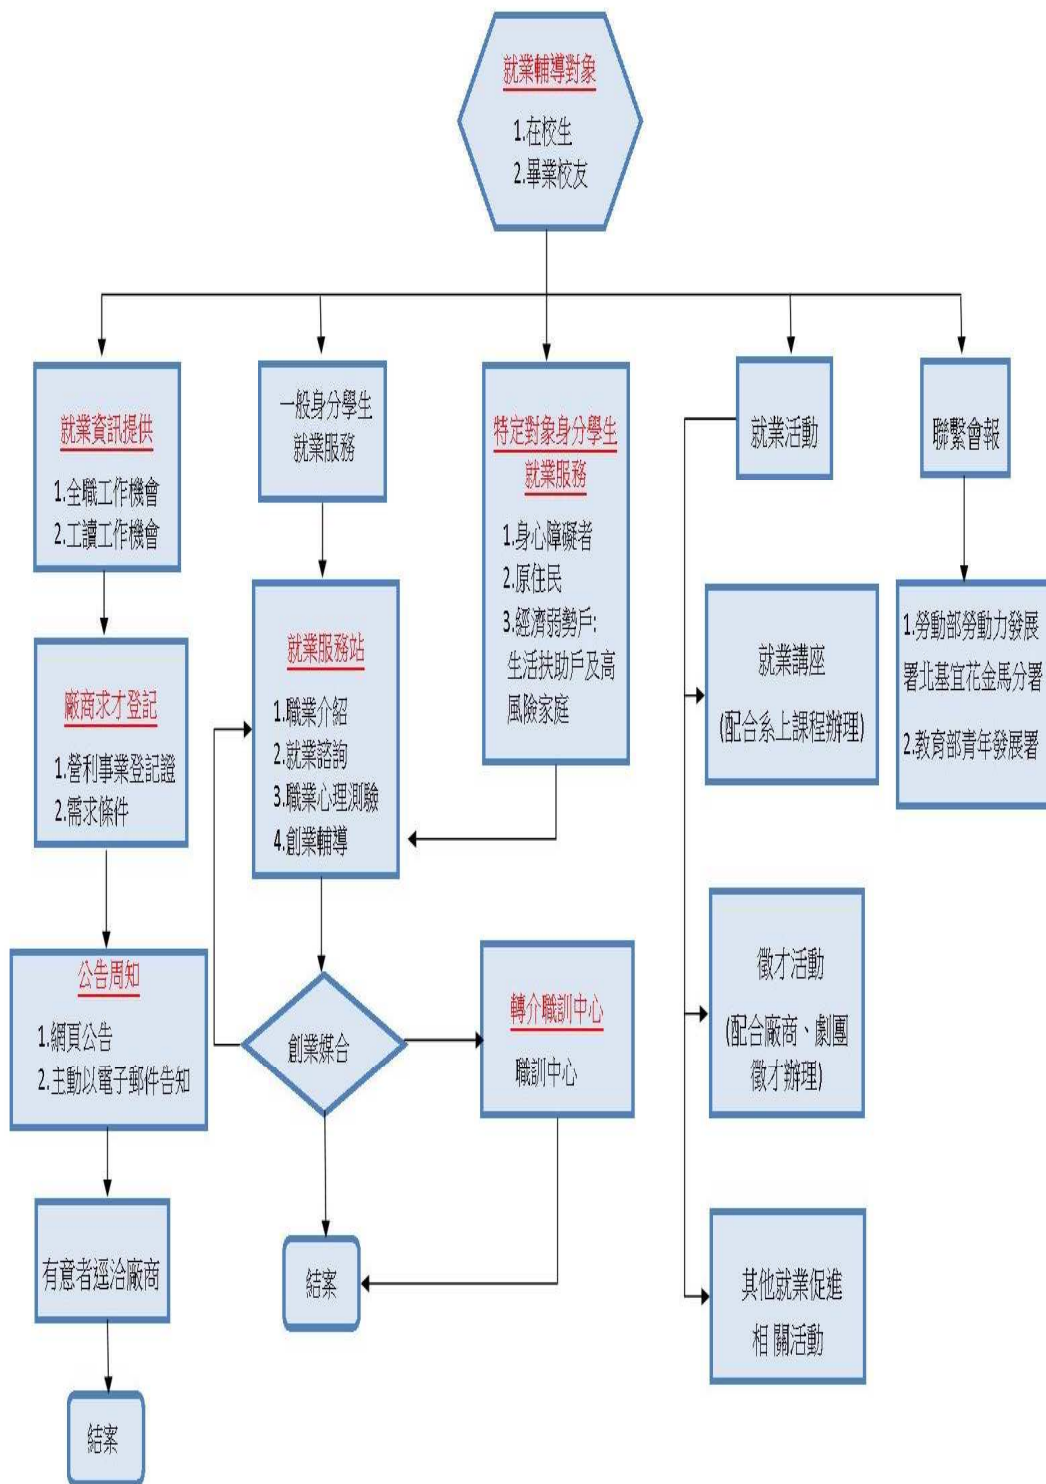 就業輔導對象
1.在校生
2.畢業校友
就業資訊提供
1.全職工作機會
2.工讀工作機會
一般身分學生
就業服務
特定對象身分學生
就業服務
1.身心障礙者
2.原住民
3.經濟弱勢戶:
生活扶助戶及高
風險家庭
就業活動
聯繫會報
廠商求才登記
1.營利事業登記證
2.需求條件
就業服務站
1.職業介紹
2.就業諮詢
3.職業心理測驗
4.創業輔導
就業講座
(配合系上課程辦理)
1.勞動部勞動力發展
署北基宜花金馬分署
2.教育部青年發展署
公告周知
1.網頁公告
2.主動以電子郵件告知
創業媒合
轉介職訓中心
職訓中心
徵才活動
(配合廠商、劇團
徵才辦理)
有意者逕洽廠商
結案
其他就業促進
相 關活動
結案